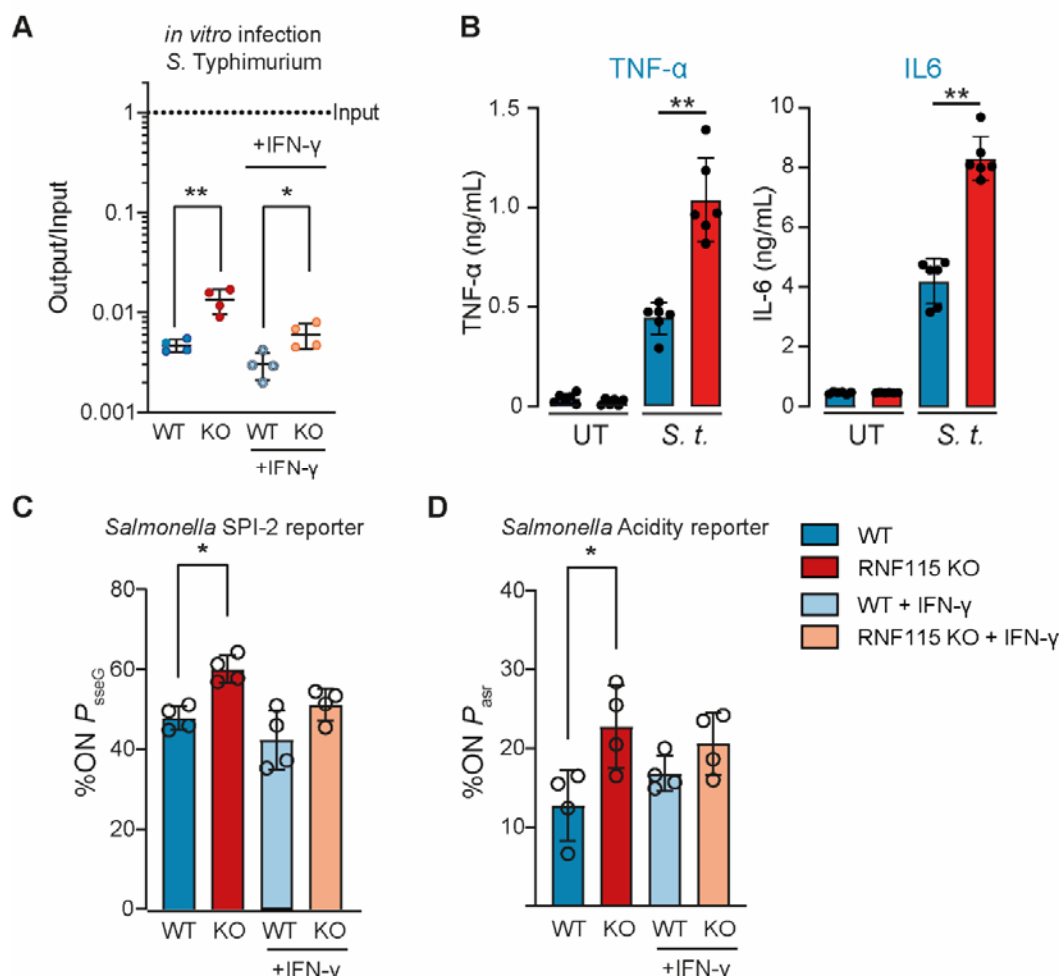 A
in vitro infection
S. Typhimurium
1
Input
+IFN-γ
**
*
0.1
0.01
0.001
Output/Input
WT KO WT KO
+IFN-γ
B
TNF-α
**
1.5
1.0
0.5
0
TNF-α (ng/mL)
UT S. t.
IL6
**
10
8
6
4
2
0
IL-6 (ng/mL)
UT S. t.
C
Salmonella SPI-2 reporter
*
80
60
40
20
0
%ON PsseG
WT KO WT KO
+IFN-γ
D
Salmonella Acidity reporter
*
40
30
20
10
%ON Pasr
WT KO WT KO
+IFN-γ
WT
RNF115 KO
WT + IFN-γ
RNF115 KO + IFN-γ